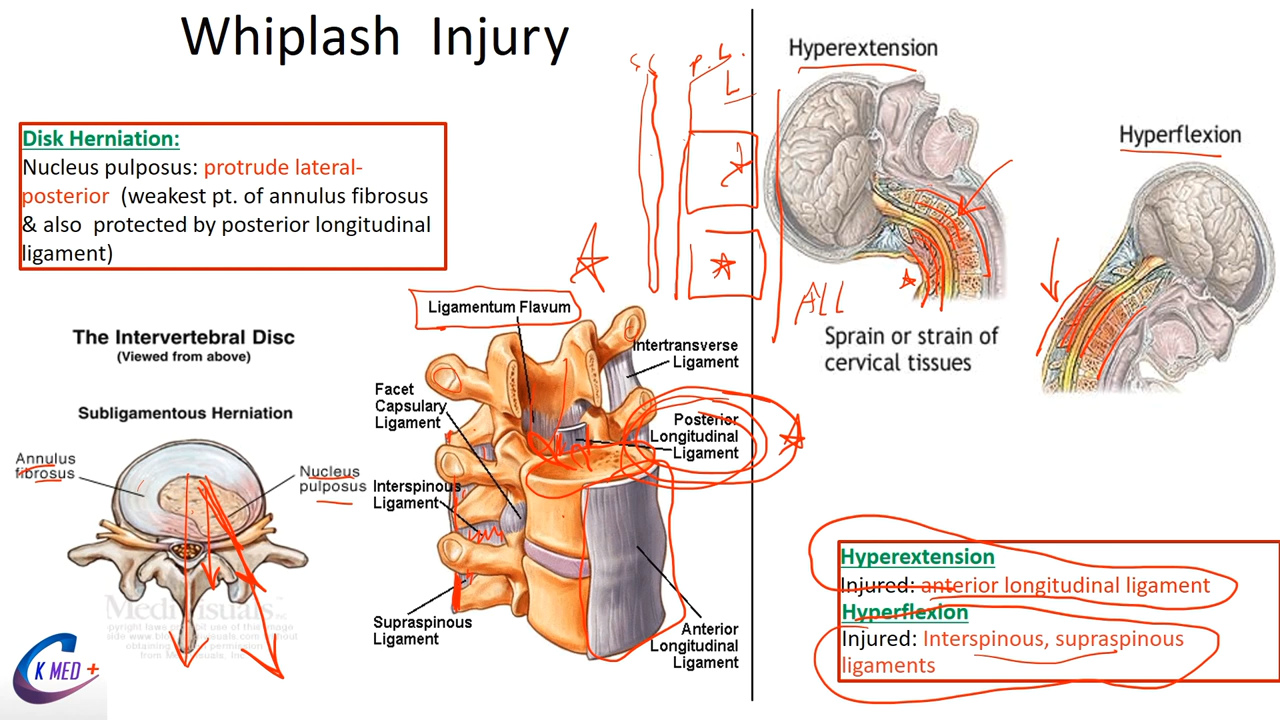 Whiplash Injury
Disk Herniation:
Nucleus pulposus: protrude lateral-
posterior (weakest pt. of annulus fibrosus
& also protected by posterior longitudinal
ligament)
The Intervertebral Disc
(Viewed from above)
Subligamentous Herniation
Annulus
fibrosus
Nucleus
pulposus
K MED +
Ligamentum Flavum
Intertransverse
Ligament
Facet
Capsulary
Ligament
Posterior
Longitudinal
Ligament
Interspinous
Ligament
Supraspinous
Ligament
Anterior
Longitudinal
Ligament
P.L.
L
ALL
Hyperextension
Hyperflexion
Sprain or strain of
cervical tissues
Hyperextension
Injured: anterior longitudinal ligament
Hyperflexion
Injured: Interspinous, supraspinous
ligaments